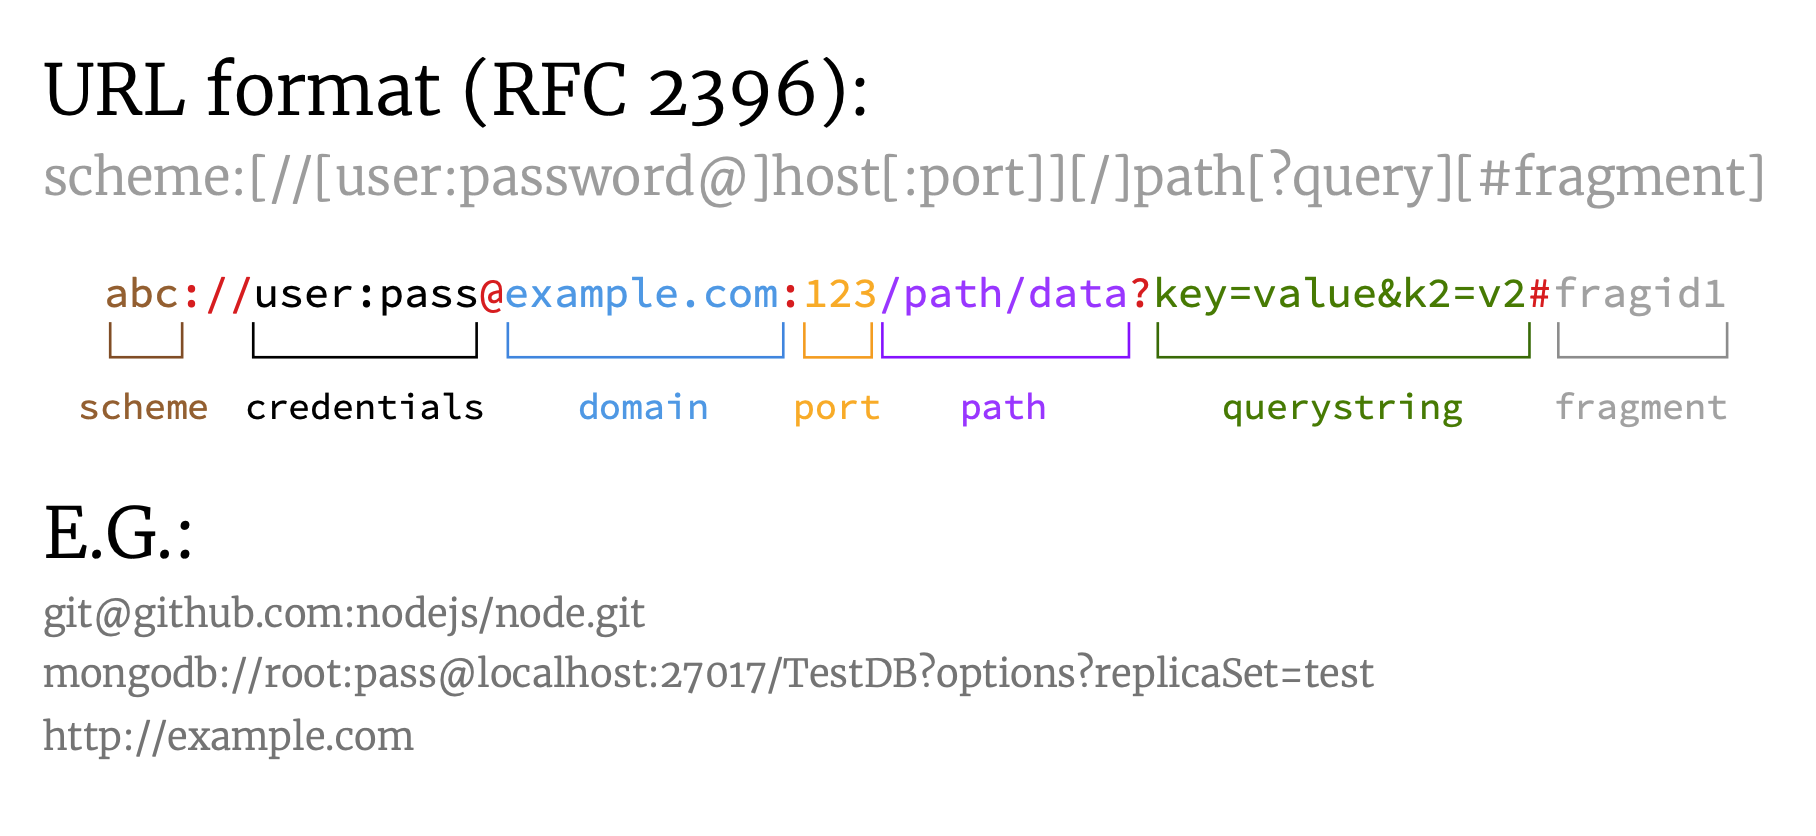 URL format (RFC 2396):
scheme:[//[user:password@]host[:port]][/]path[?query][#fragment]
abc://user:pass@example.com:123/path/data?key=value&k2=v2#fragid1
scheme credentials domain port path querystring fragment
E.G.:
git@github.com:nodejs/node.git
mongodb://root:pass@localhost:27017/TestDB?options?replicaSet=test
http://example.com